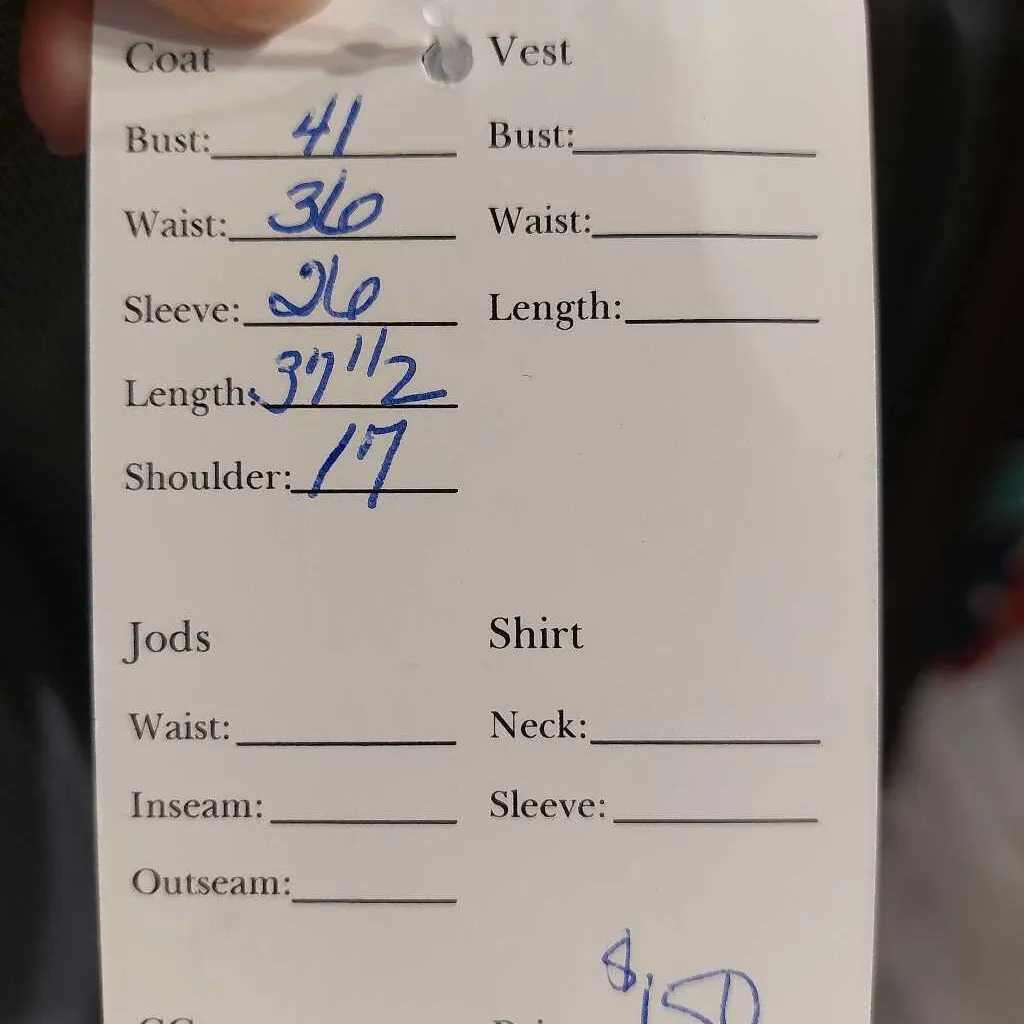 Coat
Bust: 41
Waist: 36
Sleeve: 26
Length: 37 1/2
Shoulder: 17
Vest
Bust:
Waist:
Length:
Jods
Waist:
Inseam:
Outseam:
Shirt
Neck:
Sleeve:
$150